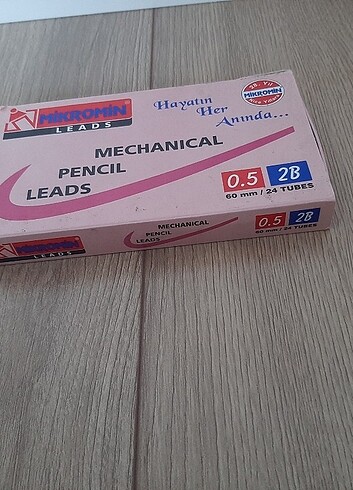 MİKROMİN
LEADS
Hayatın
Her
Anında...
MİKROMİN
MECHANICAL
PENCIL
LEADS
0.5 2B
60 mm / 24 TUBES
MİKROMİN
LEADS
MECHANICAL
PENCIL
LEADS
0.5 2B
60 mm / 24 TUBES